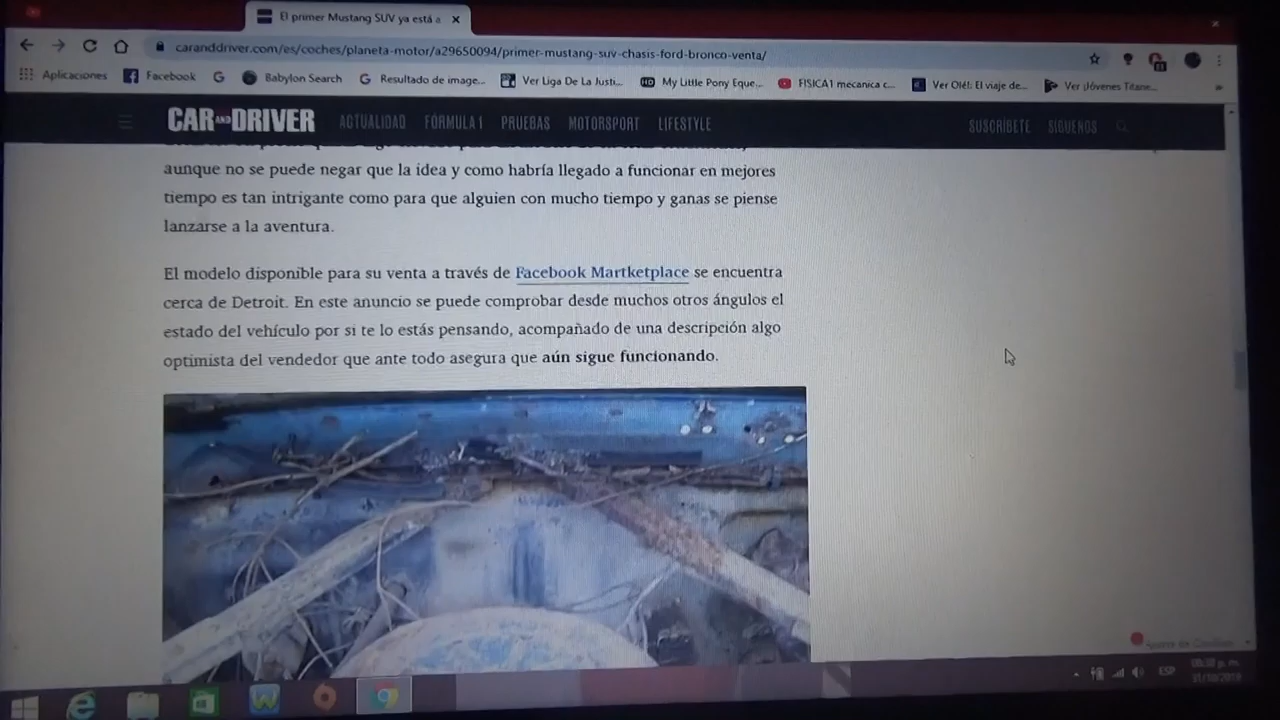 El primer Mustang SUV ya está a
caranddriver.com/es/coches/planeta-motor/a29650094/primer-mustang-suv-chasis-ford-bronco-venta/
Aplicaciones Facebook Babylon Search Resultado de image... Ver Liga De La Justi... My Little Pony Eque... FISICA1 mecanica c... Ver Olé!: El viaje de... Ver ¡Jóvenes Titane...
CAR AND DRIVER ACTUALIDAD FÓRMULA 1 PRUEBAS MOTORSPORT LIFESTYLE SUSCRÍBETE SÍGUENOS
aunque no se puede negar que la idea y como habría llegado a funcionar en mejores
tiempo es tan intrigante como para que alguien con mucho tiempo y ganas se piense
lanzarse a la aventura.
El modelo disponible para su venta a través de Facebook Martketplace se encuentra
cerca de Detroit. En este anuncio se puede comprobar desde muchos otros ángulos el
estado del vehículo por si te lo estás pensando, acompañado de una descripción algo
optimista del vendedor que ante todo asegura que aún sigue funcionando.
ESP
p. m.
31/10/2019